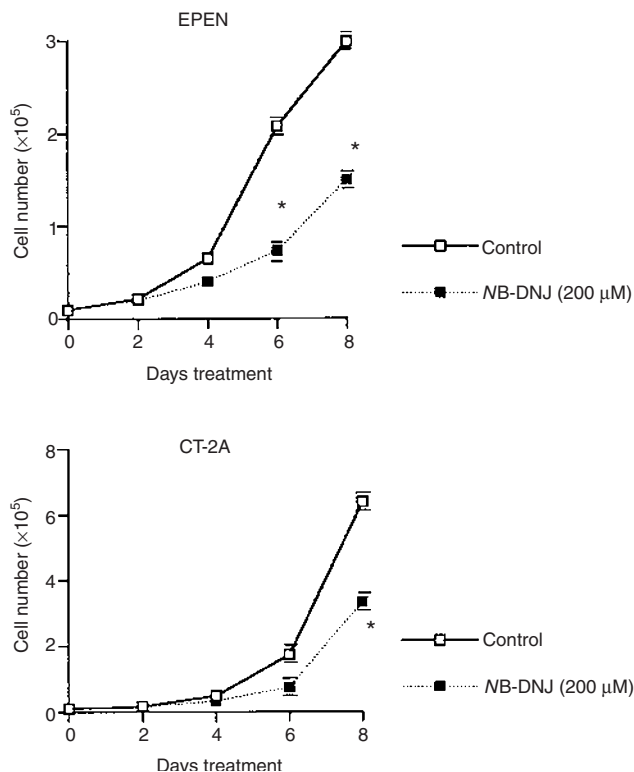 EPEN
Cell number (×10⁵)
3
2
1
0
0 2 4 6 8
Days treatment
*
*
Control
NB-DNJ (200 μM)
CT-2A
Cell number (×10⁵)
8
6
4
2
0
0 2 4 6 8
Days treatment
*
Control
NB-DNJ (200 μM)